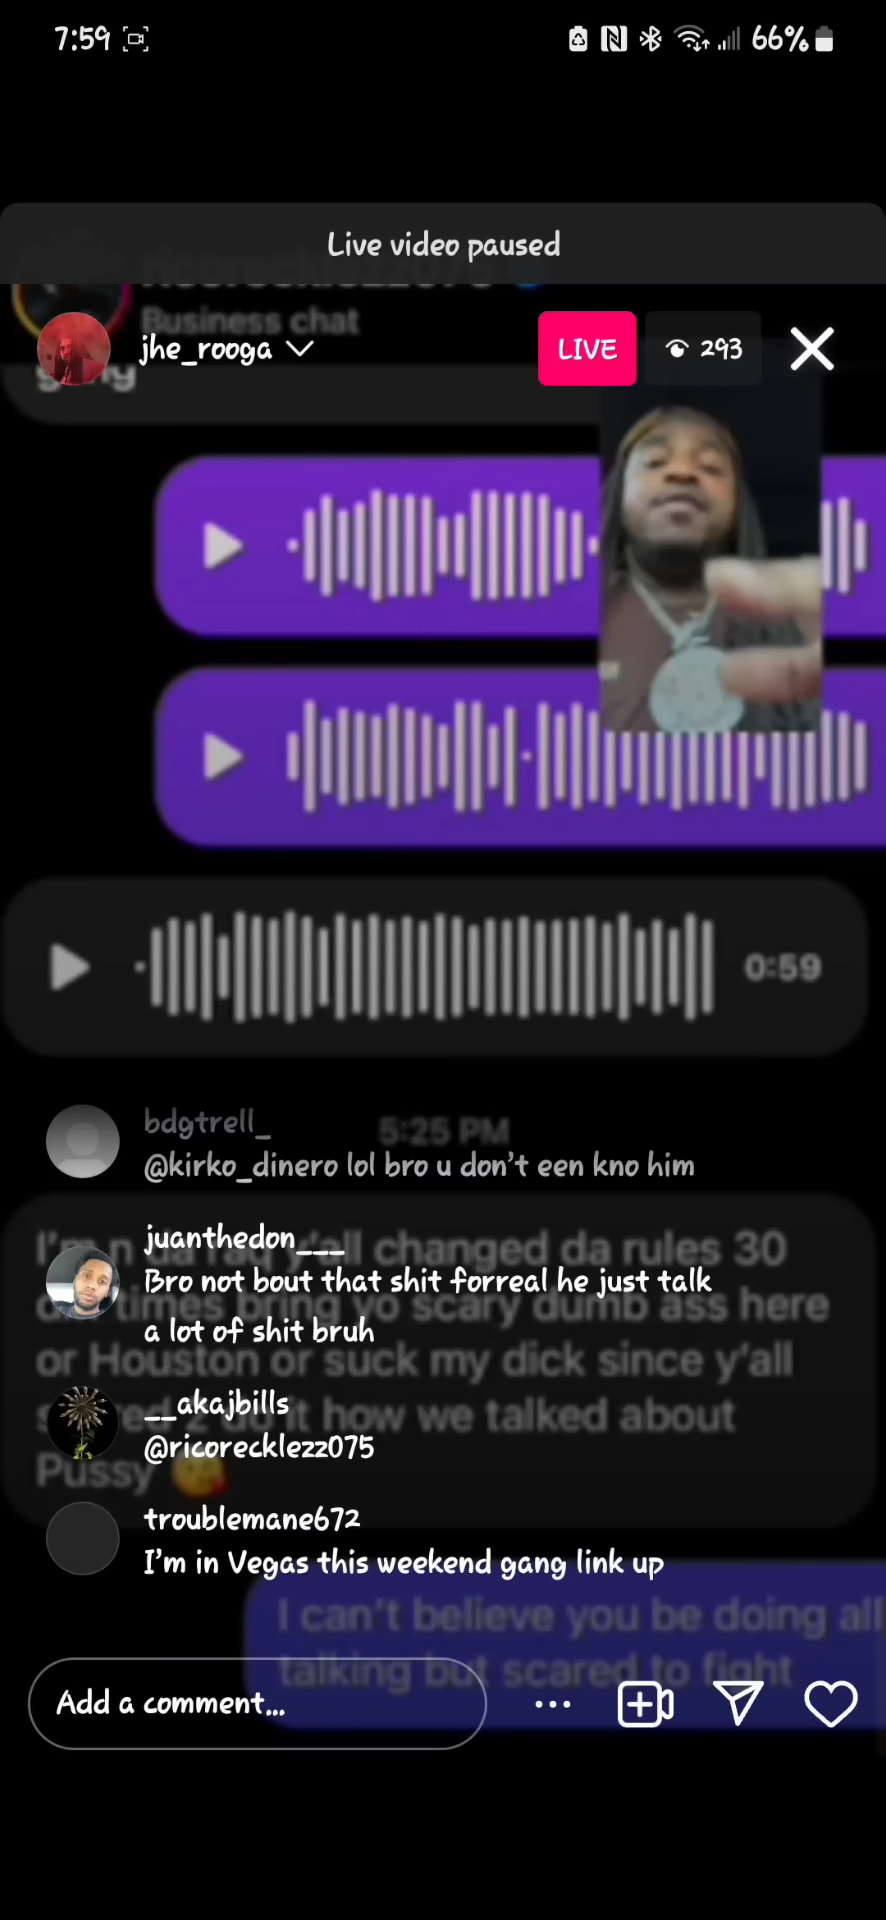 7:59
66%
Live video paused
Business chat
jhe_rooga
LIVE
293
0:59
5:25 PM
bdgtrell_
@kirko_dinero lol bro u don't een kno him
I'm n da y'all changed da rules 30
juanthedon___
Bro not bout that shit forreal he just talk
times bring yo scary dumb ass here
a lot of shit bruh
or Houston or suck my dick since y'all
__akajbills
it how we talked about
@ricorecklezz075
Pussy
troublemane672
I'm in Vegas this weekend gang link up
I can't believe you be doing all
talking but scared to fight
Add a comment...